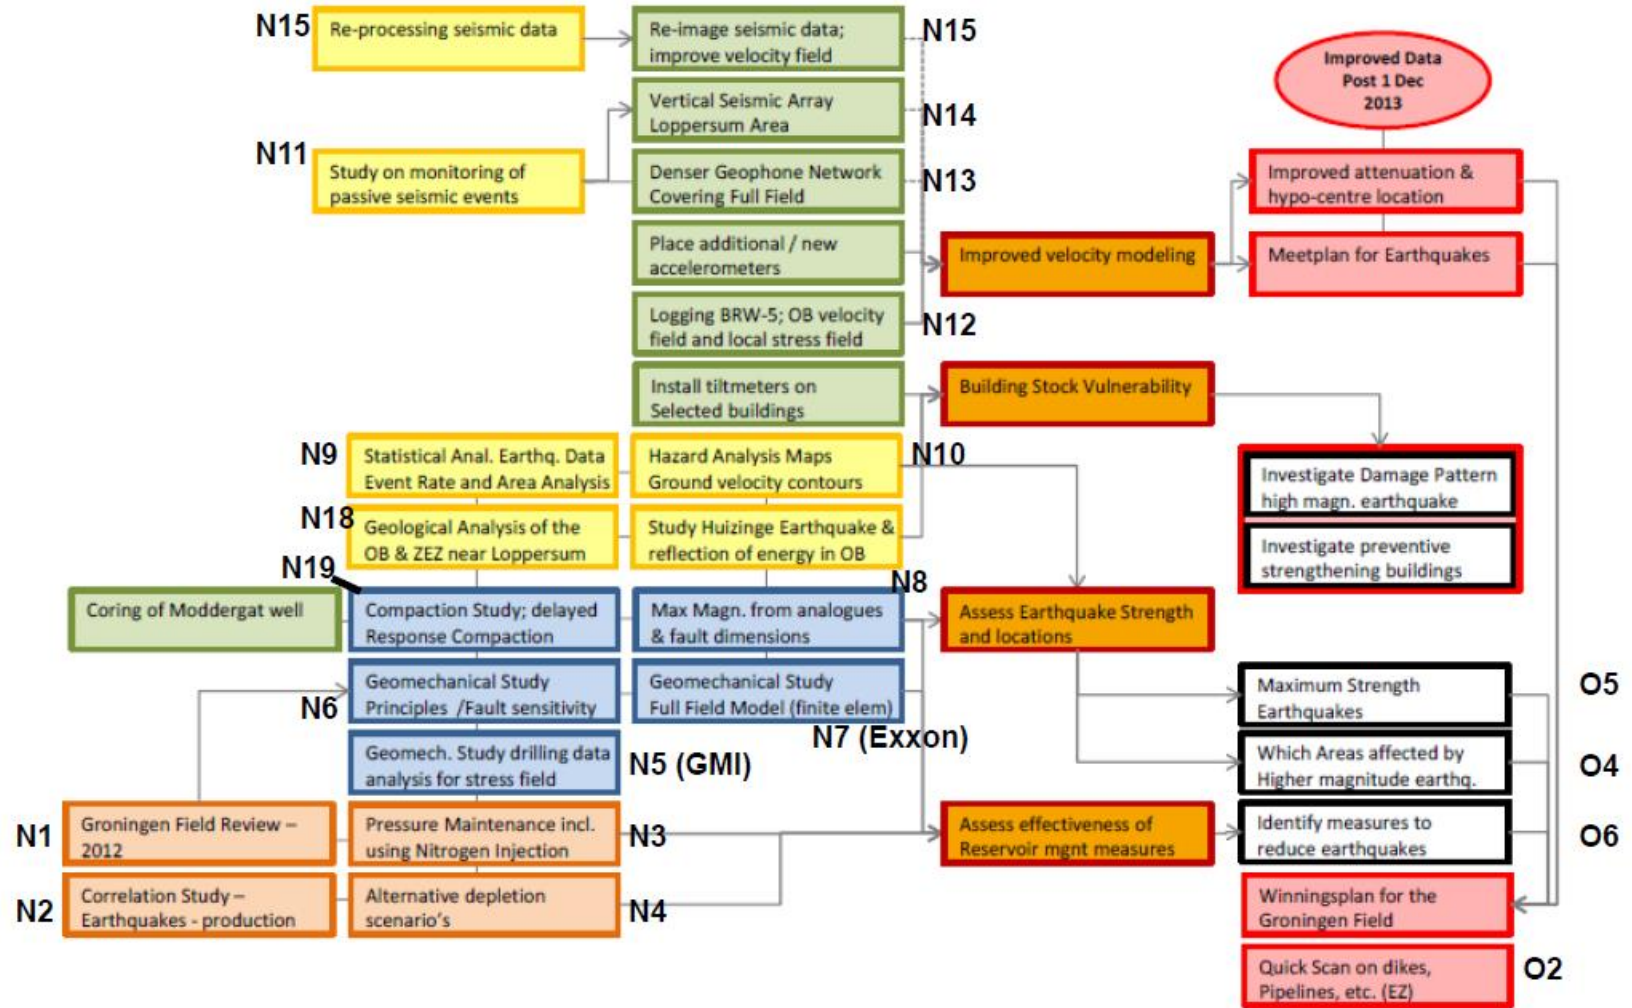 N15
Re-processing seismic data
Re-image seismic data;
improve velocity field
N15
Improved Data
Post 1 Dec
2013
Vertical Seismic Array
Loppersum Area
N14
N11
Study on monitoring of
passive seismic events
Denser Geophone Network
Covering Full Field
N13
Improved attenuation &
hypo-centre location
Place additional / new
accelerometers
Improved velocity modeling
Meetplan for Earthquakes
Logging BRW-5; OB velocity
field and local stress field
N12
Install tiltmeters on
Selected buildings
Building Stock Vulnerability
N9
Statistical Anal. Earthq. Data
Event Rate and Area Analysis
Hazard Analysis Maps
Ground velocity contours
N10
Investigate Damage Pattern
high magn. earthquake
N18
Geological Analysis of the
OB & ZEZ near Loppersum
Study Huizinge Earthquake &
reflection of energy in OB
Investigate preventive
strengthening buildings
N19
N8
Coring of Moddergat well
Compaction Study; delayed
Response Compaction
Max Magn. from analogues
& fault dimensions
Assess Earthquake Strength
and locations
N6
Geomechanical Study
Principles /Fault sensitivity
Geomechanical Study
Full Field Model (finite elem)
N7 (Exxon)
Maximum Strength
Earthquakes
O5
Geomech. Study drilling data
analysis for stress field
N5 (GMI)
Which Areas affected by
Higher magnitude earthq.
O4
N1
Groningen Field Review –
2012
Pressure Maintenance incl.
using Nitrogen Injection
N3
Assess effectiveness of
Reservoir mgnt measures
Identify measures to
reduce earthquakes
O6
N2
Correlation Study –
Earthquakes - production
Alternative depletion
scenario's
N4
Winningsplan for the
Groningen Field
Quick Scan on dikes,
Pipelines, etc. (EZ)
O2